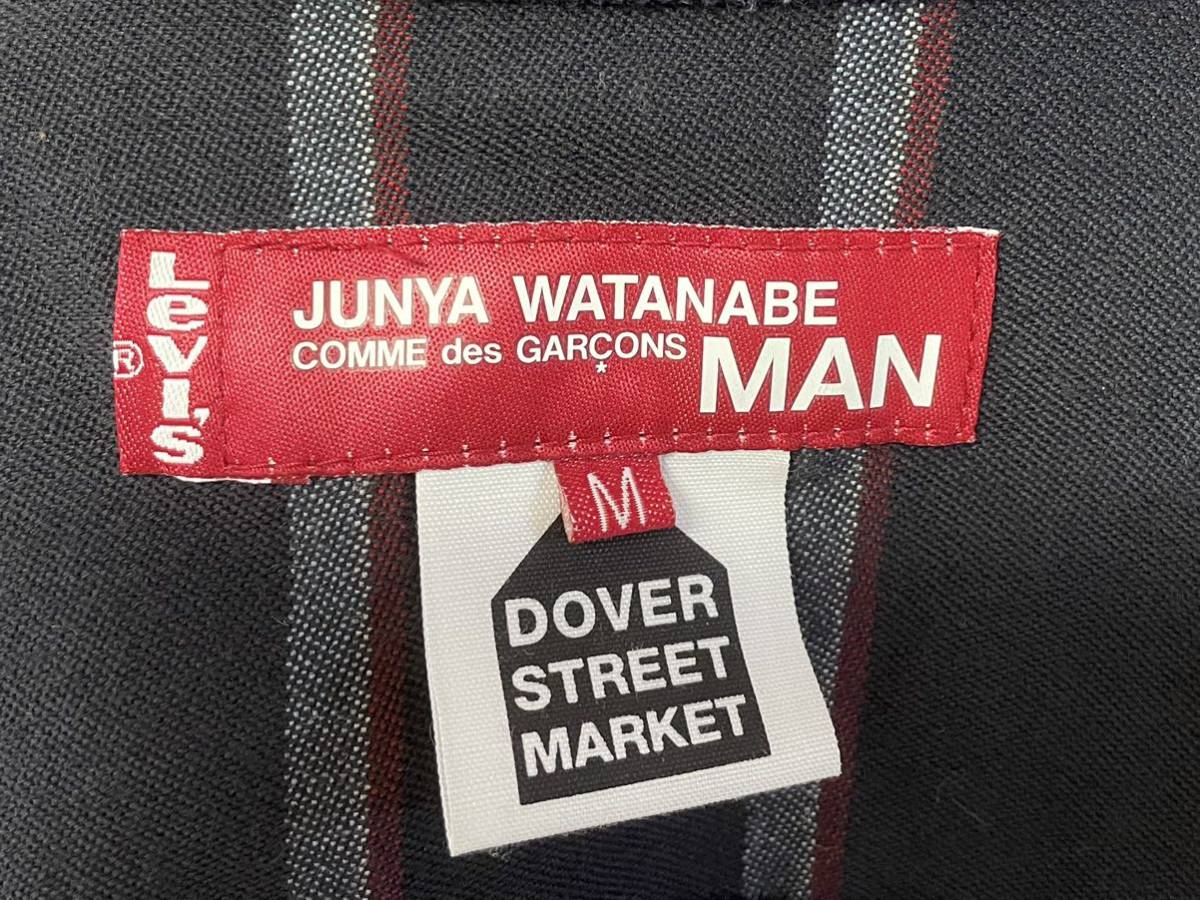 Levi's
®
JUNYA WATANABE
COMME des GARÇONS
*
MAN
M
DOVER
STREET
MARKET